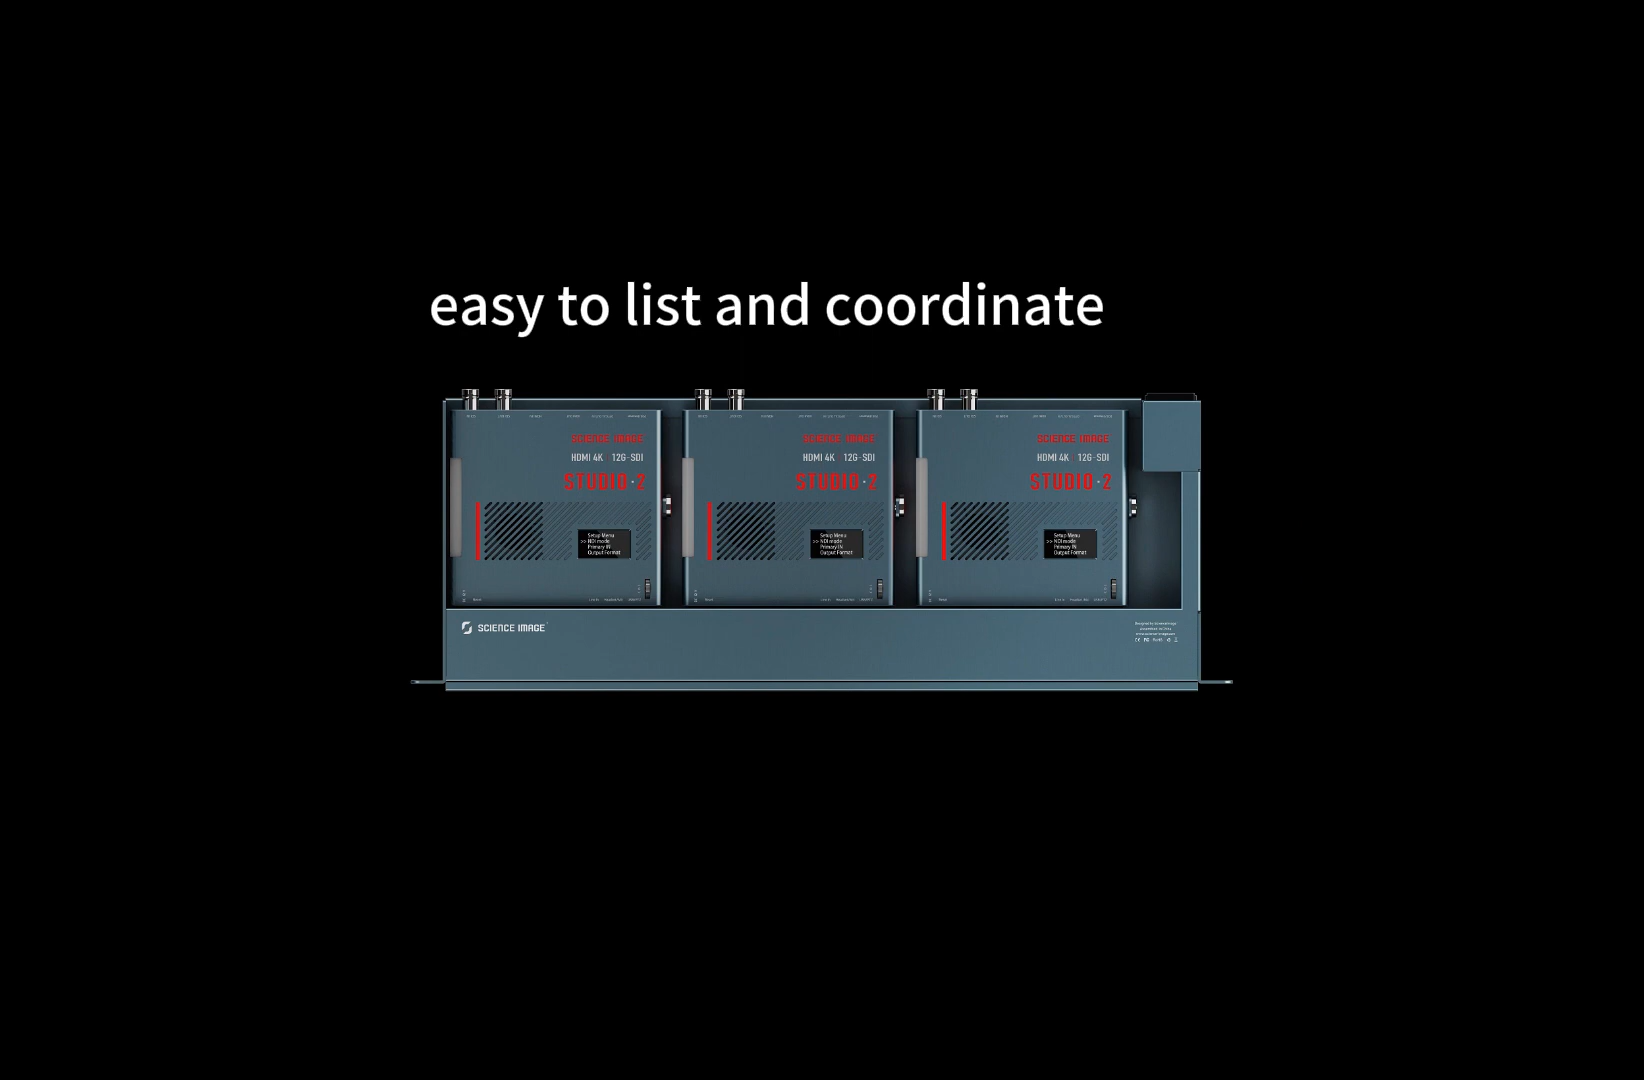 easy to list and coordinate
SCIENCE IMAGE
HDMI 4K 12G-SDI
STUDIO·2
Setup Menu
>> NDI mode
Primary IN
Output Format
SCIENCE IMAGE
HDMI 4K 12G-SDI
STUDIO·2
Setup Menu
>> NDI mode
Primary IN
Output Format
SCIENCE IMAGE
HDMI 4K 12G-SDI
STUDIO·2
Setup Menu
>> NDI mode
Primary IN
Output Format
SCIENCE IMAGE